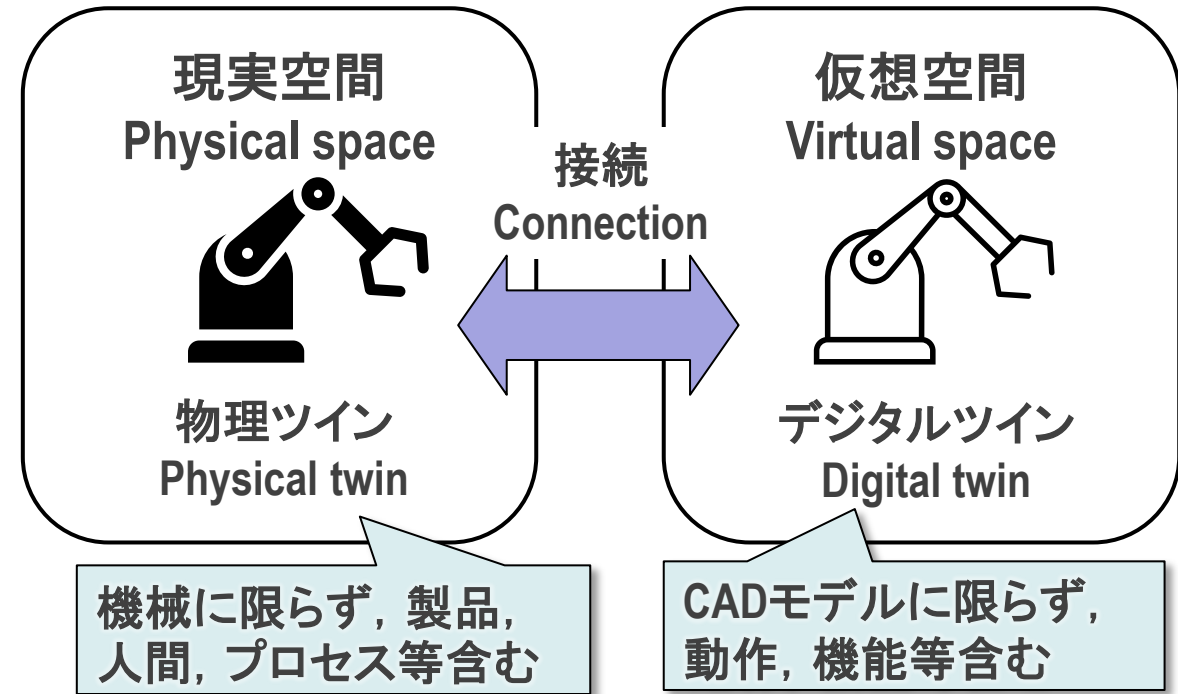 現実空間
Physical space
物理ツイン
Physical twin
機械に限らず，製品，
人間，プロセス等含む
接続
Connection
仮想空間
Virtual space
デジタルツイン
Digital twin
CADモデルに限らず，
動作，機能等含む